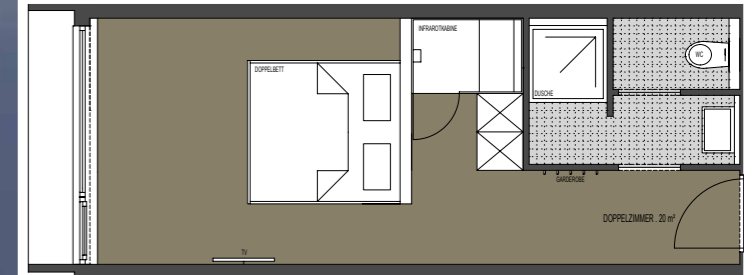 INFRAROTKABINE
WC
DOPPELBETT
DUSCHE
GARDEROBE
DOPPELZIMMER . 20 m²
TV